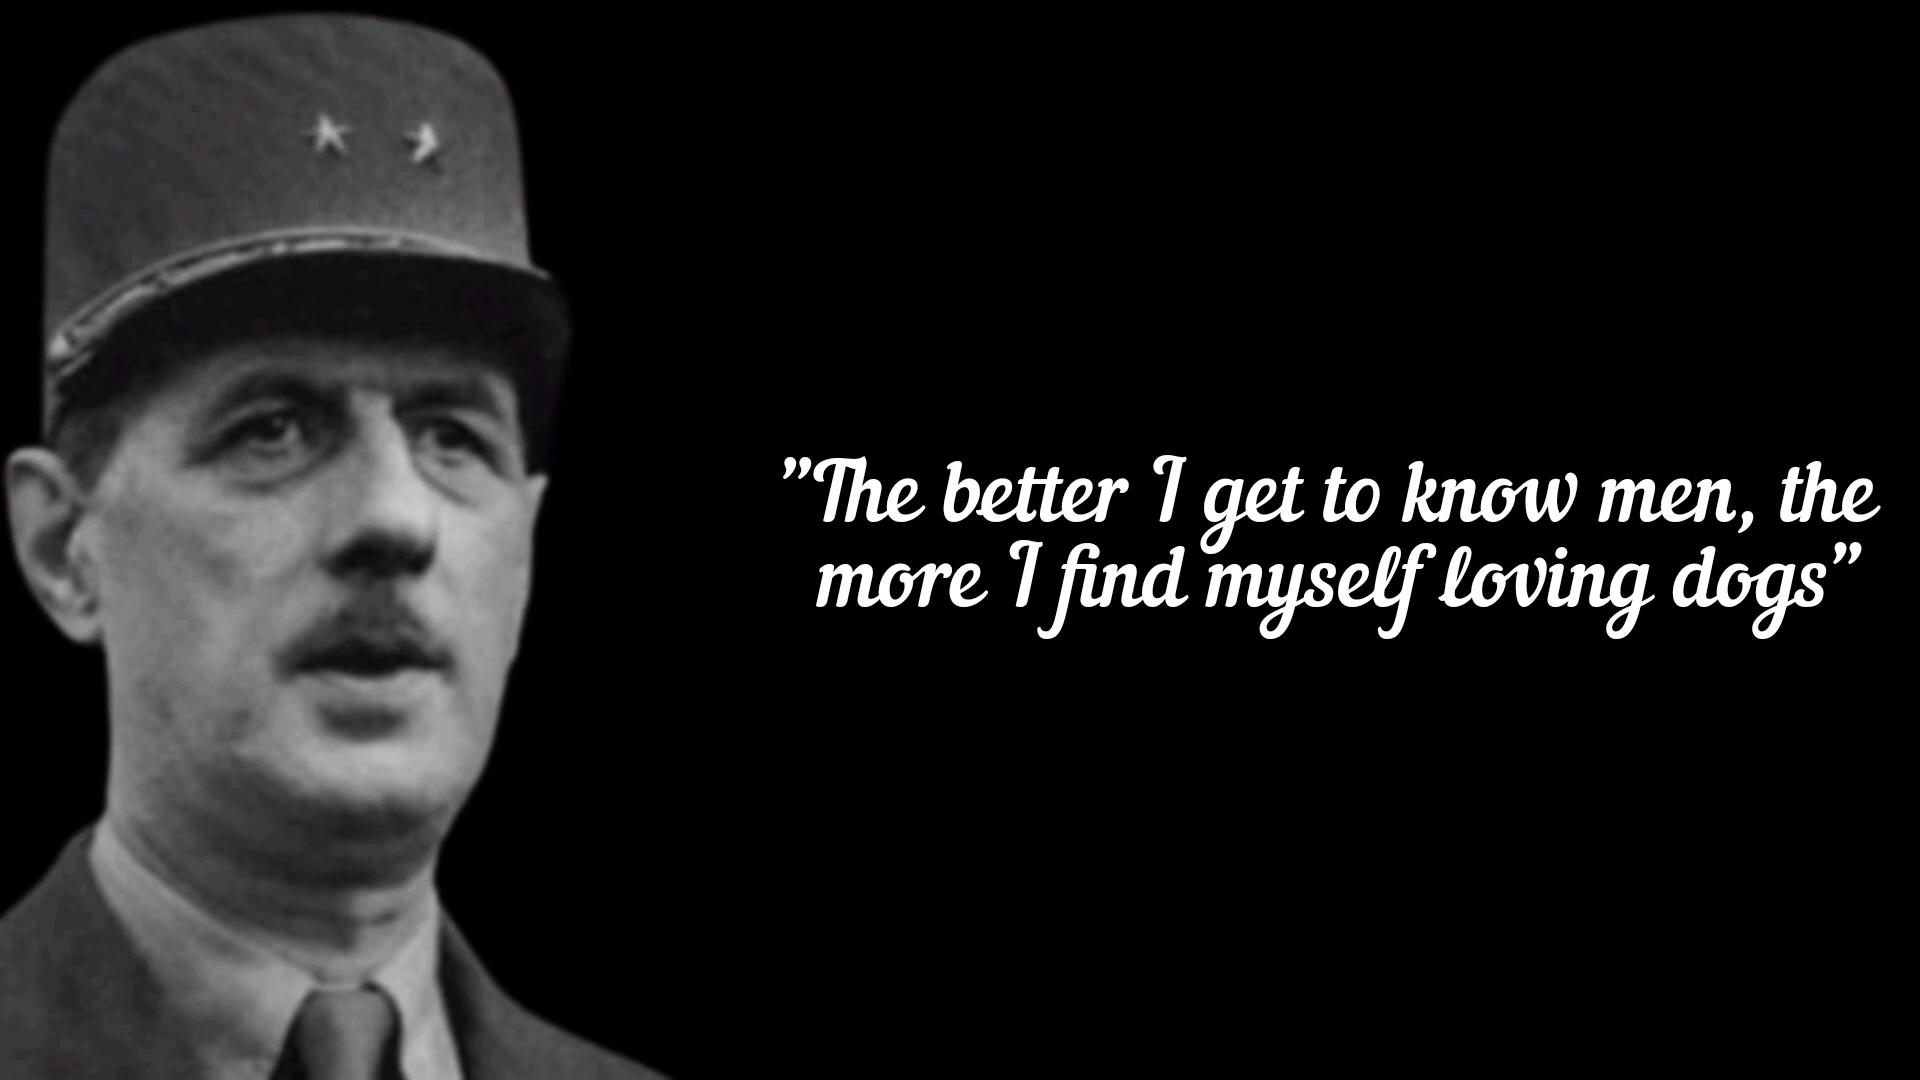 ”The better I get to know men, the
more I find myself loving dogs”